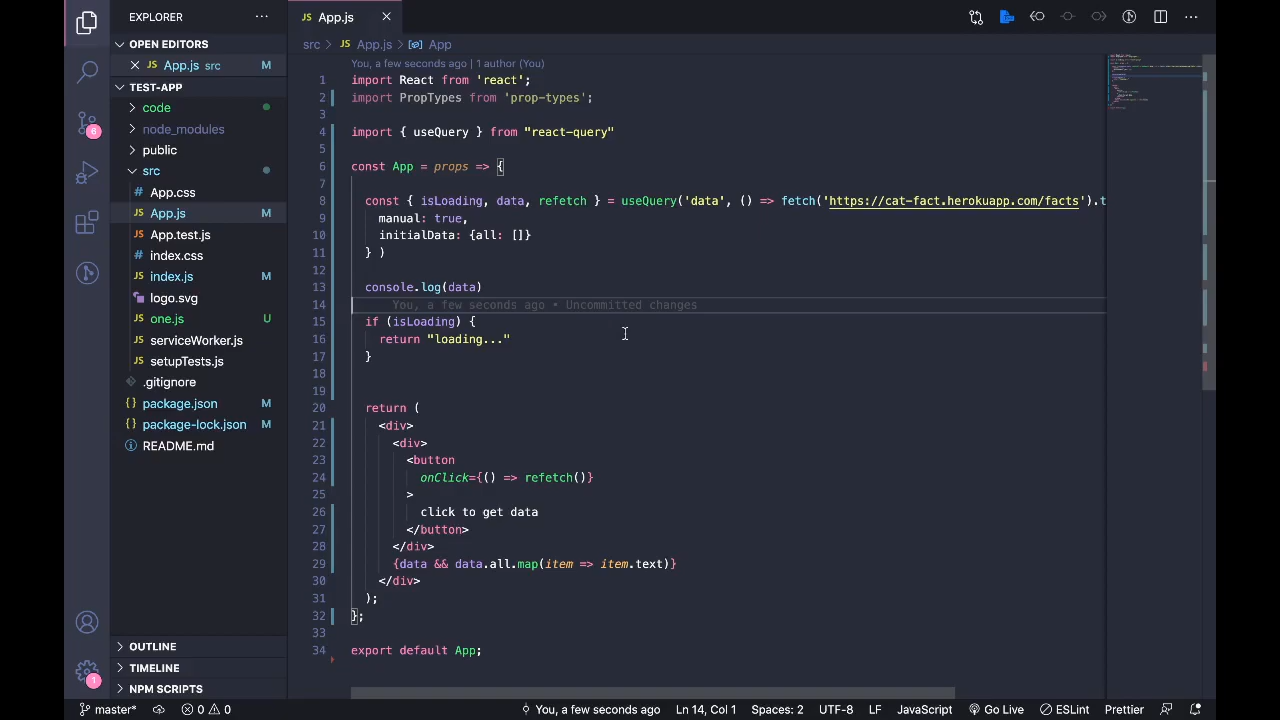 EXPLORER
···
OPEN EDITORS
App.js src M
TEST-APP
code
node_modules
public
src
App.css
App.js M
App.test.js
index.css
index.js M
logo.svg
one.js U
serviceWorker.js
setupTests.js
.gitignore
package.json M
package-lock.json M
README.md
OUTLINE
TIMELINE
NPM SCRIPTS
8
1
JS App.js
src > JS App.js > App
You, a few seconds ago | 1 author (You)
1 import React from 'react';
2 import PropTypes from 'prop-types';
3
4 import { useQuery } from "react-query"
5
6 const App = props => {
7
8 const { isLoading, data, refetch } = useQuery('data', () => fetch('https://cat-fact.herokuapp.com/facts').t
9 manual: true,
10 initialData: {all: []}
11 } )
12
13 console.log(data)
14 You, a few seconds ago • Uncommitted changes
15 if (isLoading) {
16 return "loading..."
17 }
18
19
20 return (
21 <div>
22 <div>
23 <button
24 onClick={() => refetch()}
25 >
26 click to get data
27 </button>
28 </div>
29 {data && data.all.map(item => item.text)}
30 </div>
31 );
32 };
33
34 export default App;
master* 0 0 You, a few seconds ago Ln 14, Col 1 Spaces: 2 UTF-8 LF JavaScript Go Live ESLint Prettier